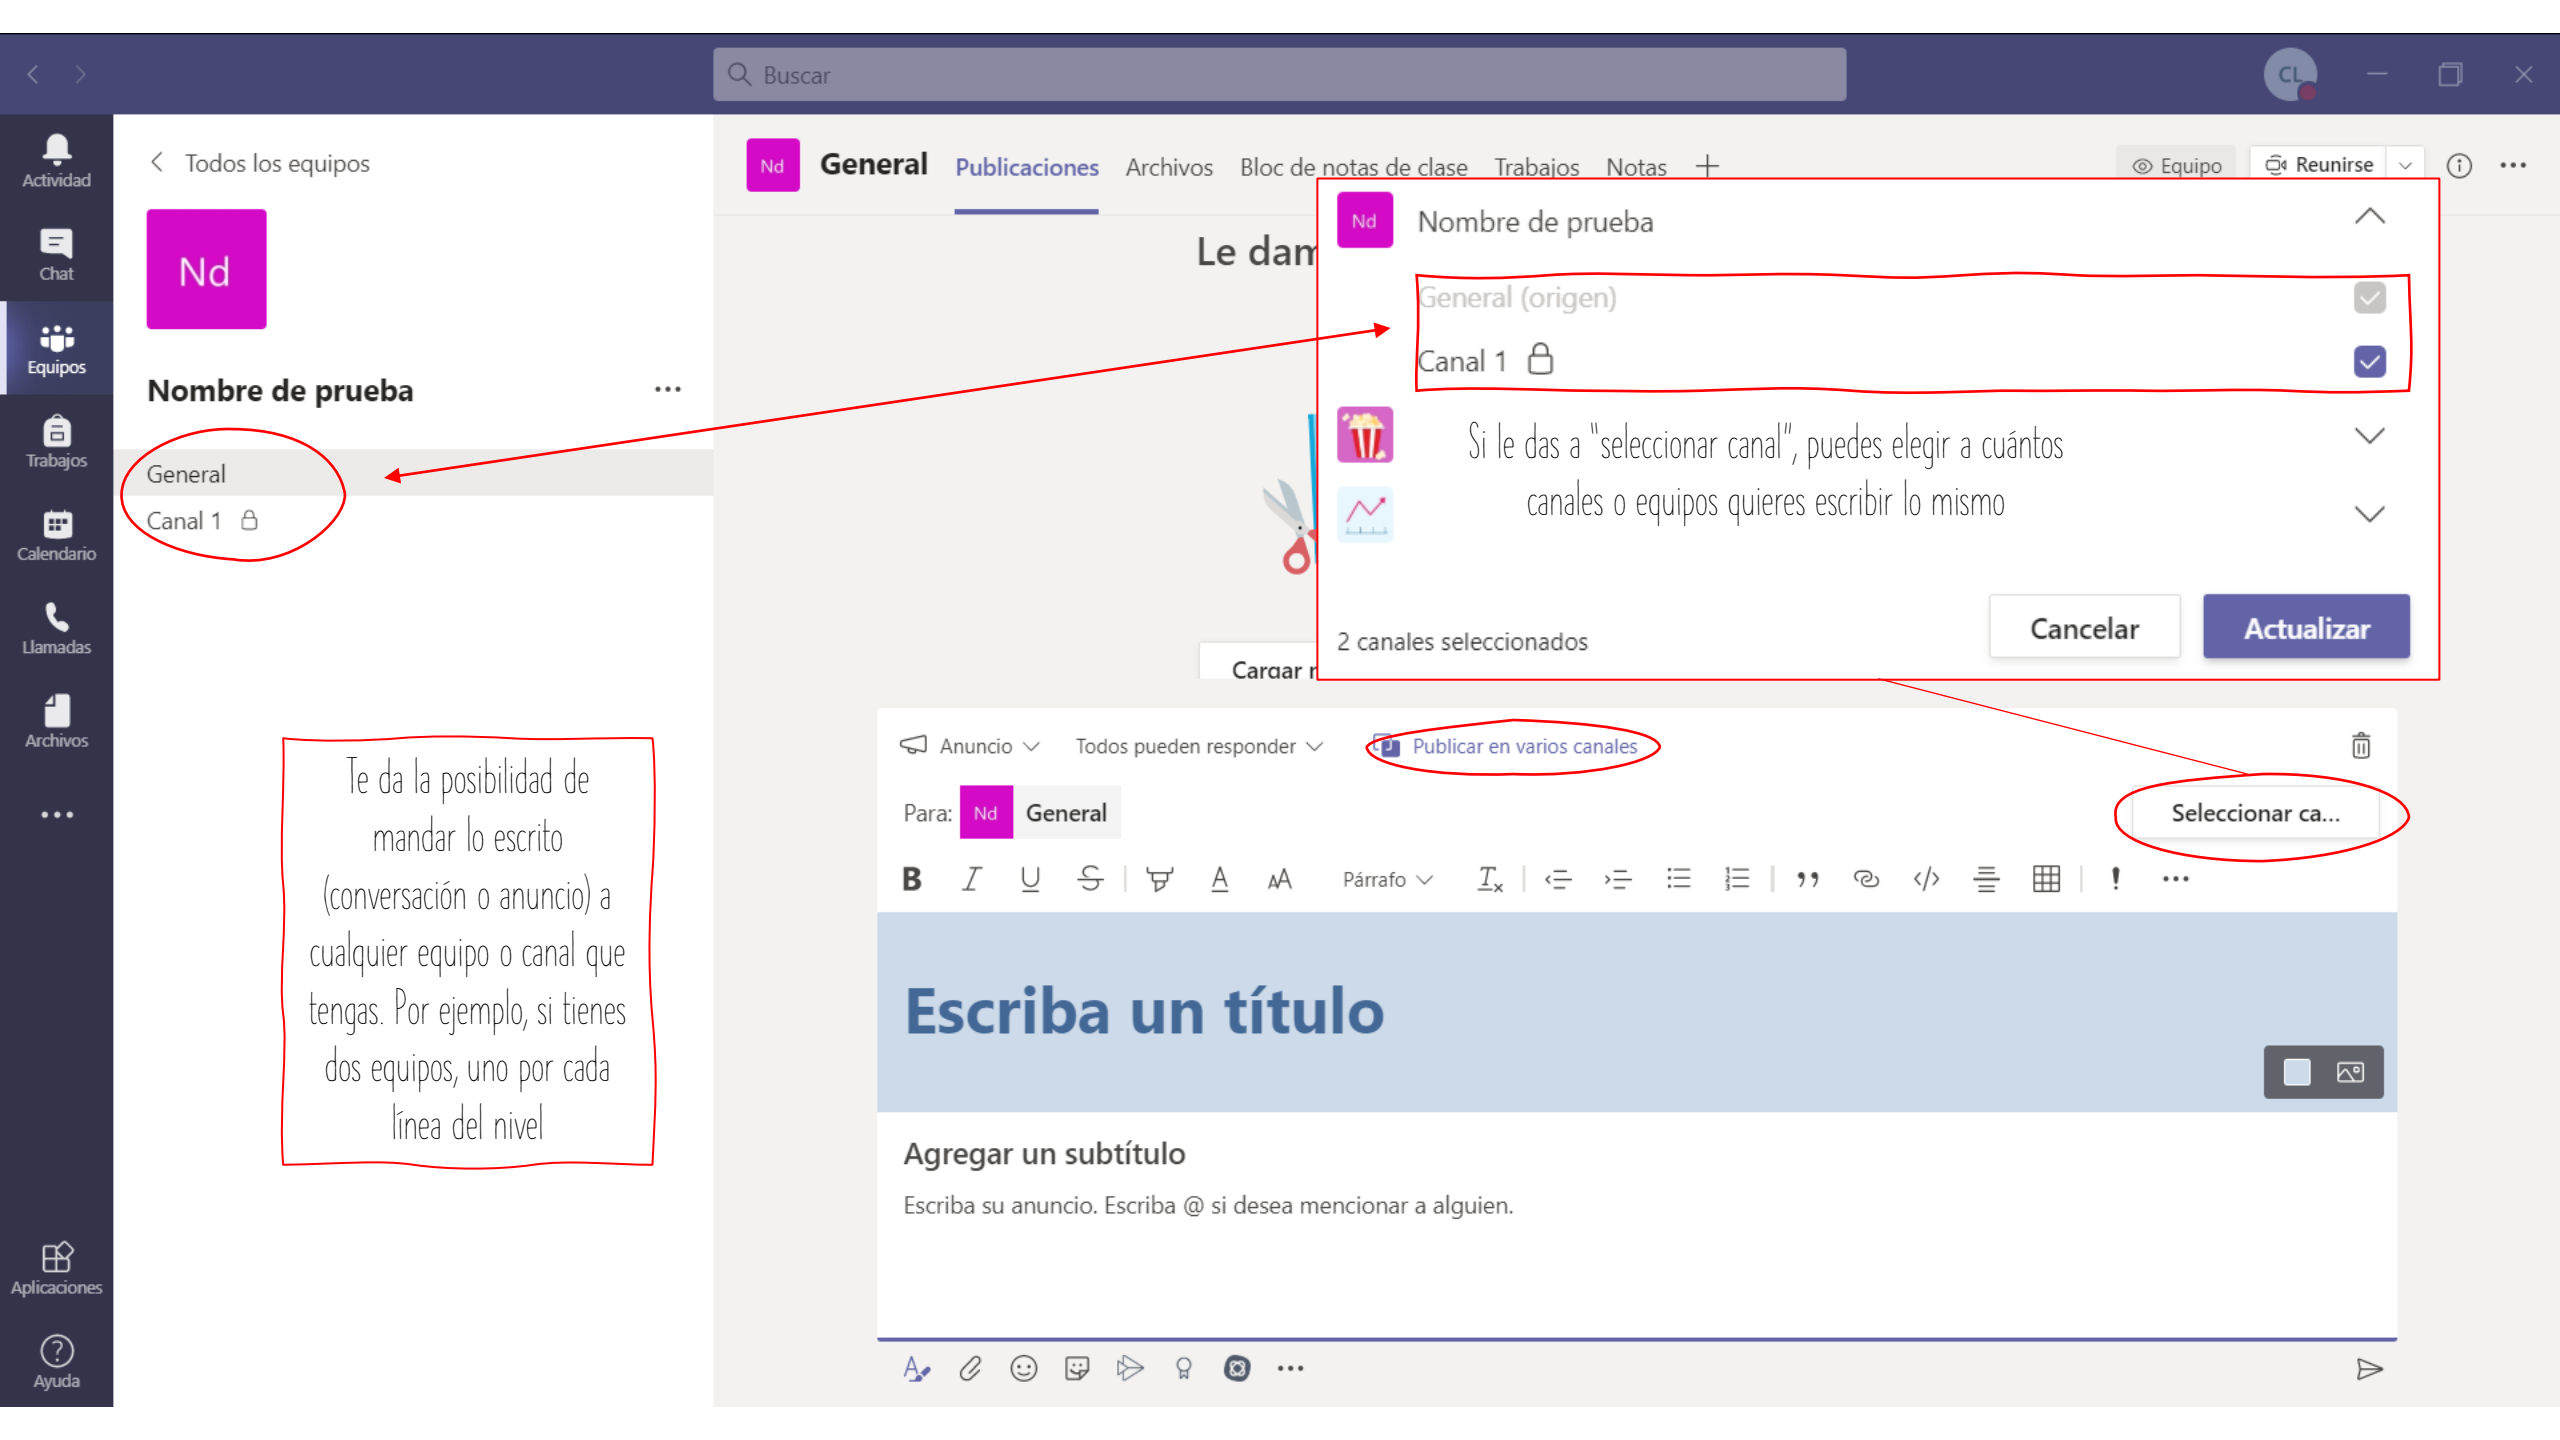 Buscar
CL
Actividad
Chat
Equipos
Trabajos
Calendario
Llamadas
Archivos
Aplicaciones
Ayuda
Todos los equipos
Nd
Nombre de prueba
General
Canal 1
Te da la posibilidad de
mandar lo escrito
(conversación o anuncio) a
cualquier equipo o canal que
tengas. Por ejemplo, si tienes
dos equipos, uno por cada
línea del nivel
Nd General Publicaciones Archivos Bloc de notas de clase Trabajos Notas
Equipo Reunirse
Le dam
Cargar
Nd Nombre de prueba
General (origen)
Canal 1
Si le das a "seleccionar canal", puedes elegir a cuántos
canales o equipos quieres escribir lo mismo
2 canales seleccionados
Cancelar Actualizar
Anuncio Todos pueden responder Publicar en varios canales
Para: Nd General
Seleccionar ca...
B I U S A AA Párrafo
Escriba un título
Agregar un subtítulo
Escriba su anuncio. Escriba @ si desea mencionar a alguien.